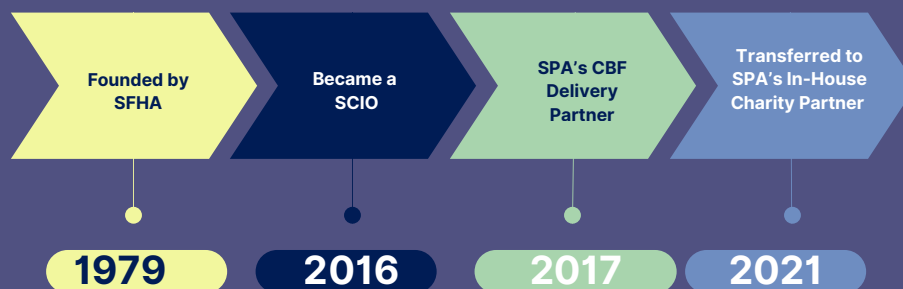 Founded by
SFHA
Became a
SCIO
SPA's CBF
Delivery
Partner
Transferred to
SPA's In-House
Charity Partner
1979
2016
2017
2021